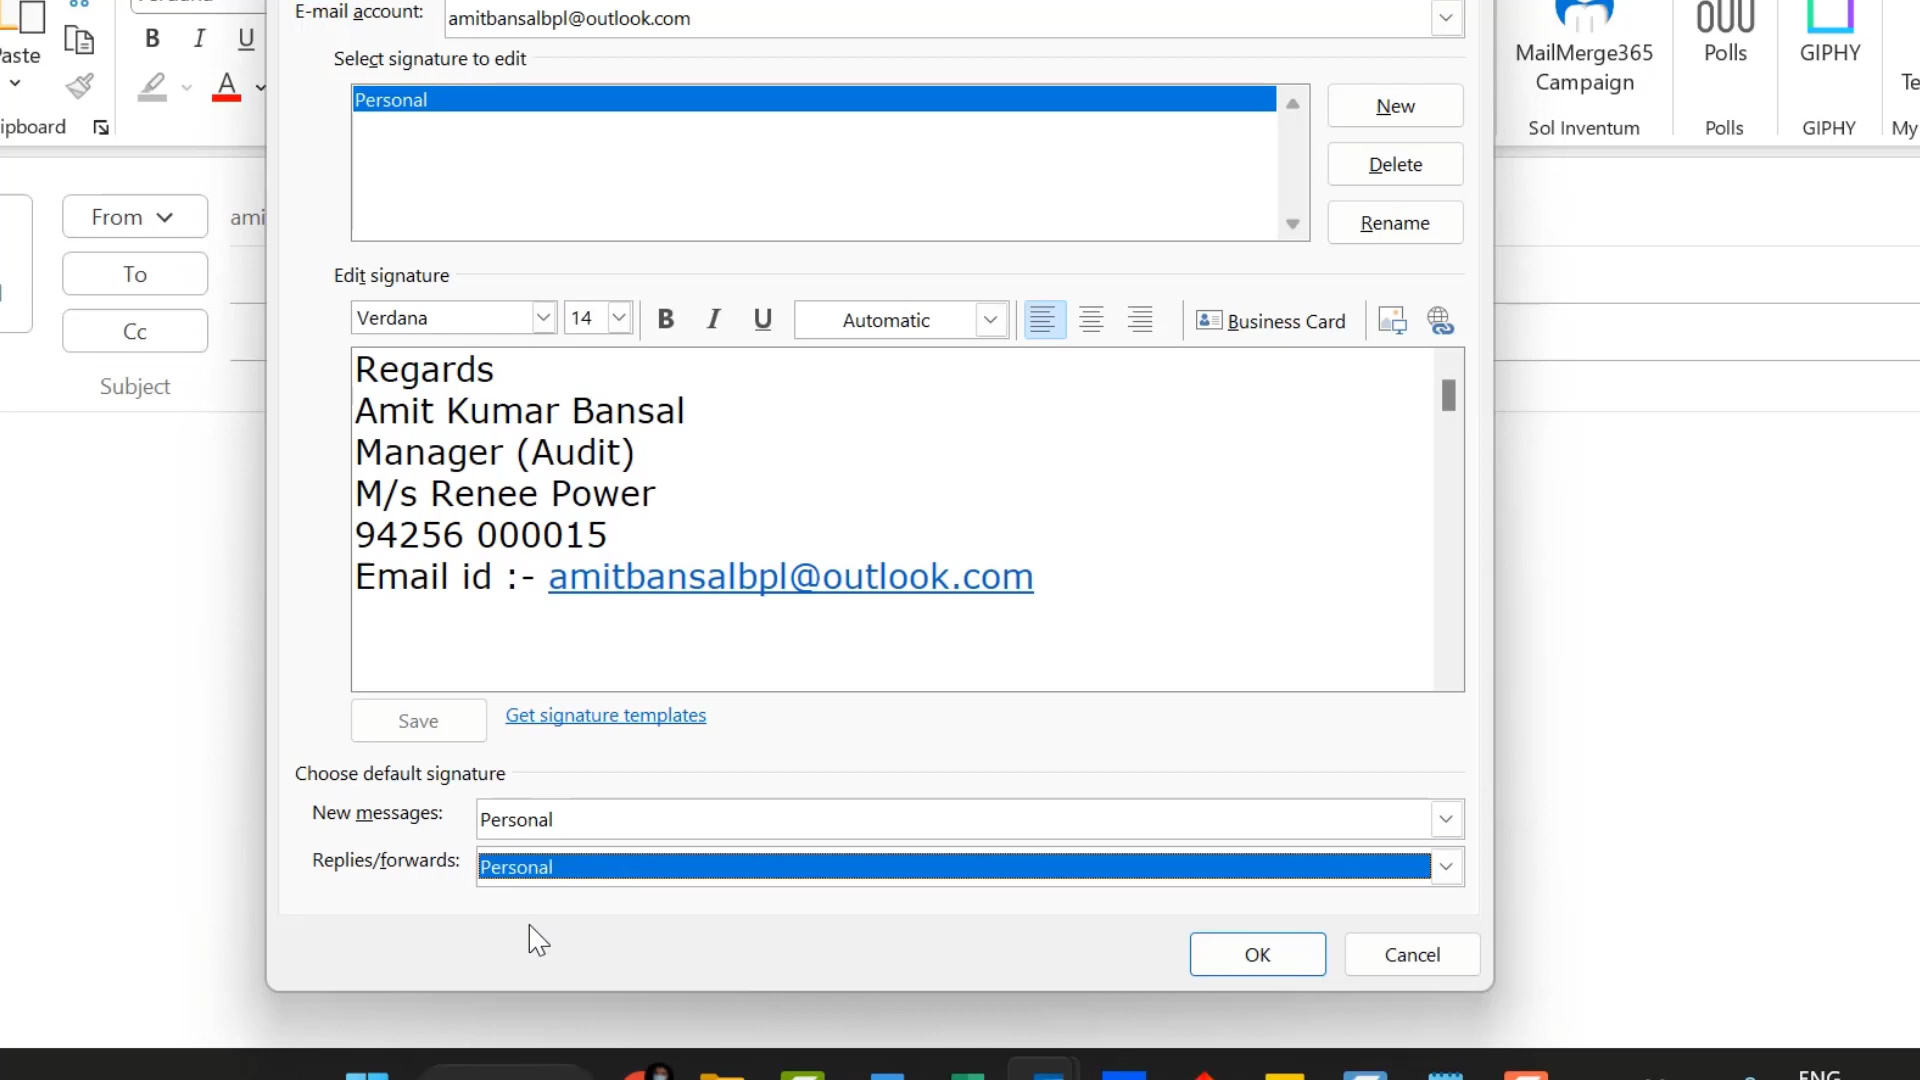 E-mail account: amitbansalbpl@outlook.com
Select signature to edit
Personal
New
Delete
Rename
Edit signature
Verdana 14 B I U Automatic Business Card
Regards
Amit Kumar Bansal
Manager (Audit)
M/s Renee Power
94256 000015
Email id :- amitbansalbpl@outlook.com
Save Get signature templates
Choose default signature
New messages: Personal
Replies/forwards: Personal
OK Cancel
aste
B I U
A
ipboard
From ami
To
Cc
Subject
MailMerge365
Campaign
Sol Inventum
Polls
Polls
GIPHY
GIPHY
Te
My
ENG